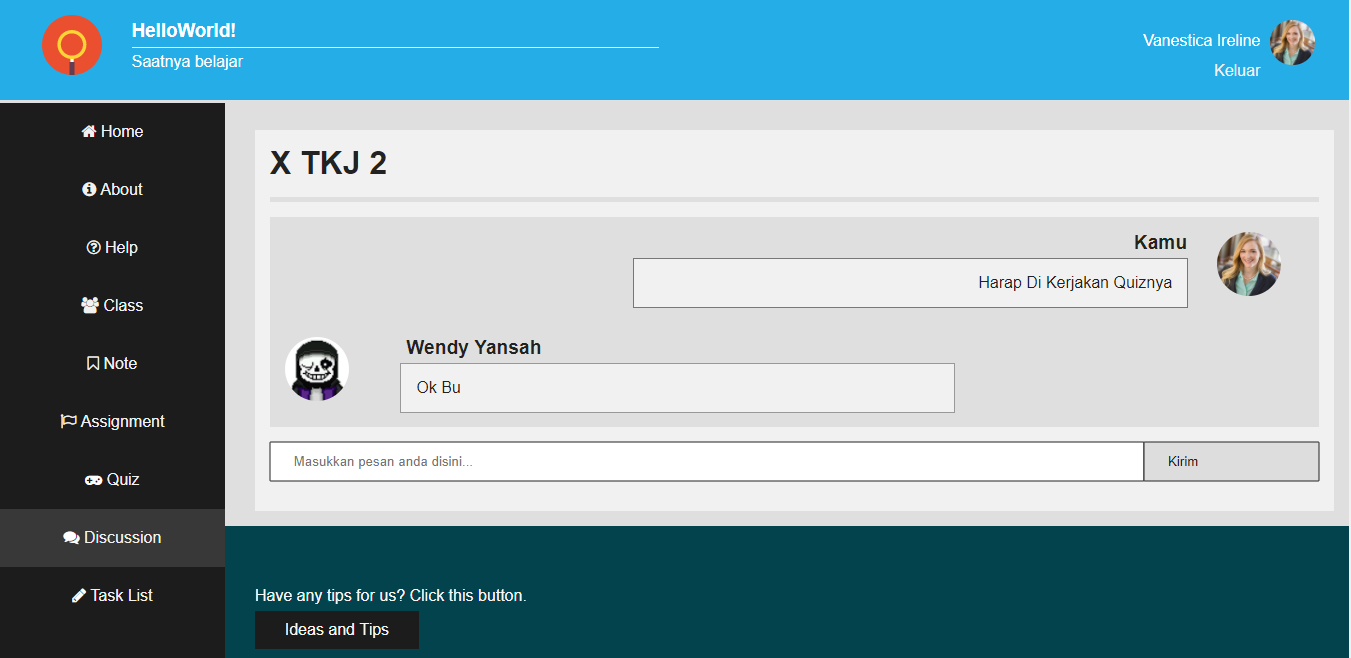 HelloWorld!
Saatnya belajar
Vanestica Ireline
Keluar
Home
About
Help
Class
Note
Assignment
Quiz
Discussion
Task List
X TKJ 2
Kamu
Harap Di Kerjakan Quiznya
Wendy Yansah
Ok Bu
Masukkan pesan anda disini...
Kirim
Have any tips for us? Click this button.
Ideas and Tips